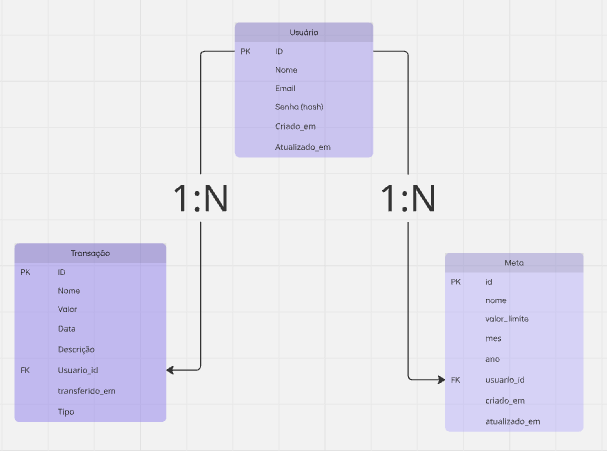 Usuário
PK ID
Nome
Email
Senha (hash)
Criado_em
Atualizado_em
1:N
1:N
Transação
PK ID
Nome
Valor
Data
Descrição
FK Usuario_id
transferido_em
Tipo
Meta
PK id
nome
valor_limite
mes
ano
FK usuario_id
criado_em
atualizado_em